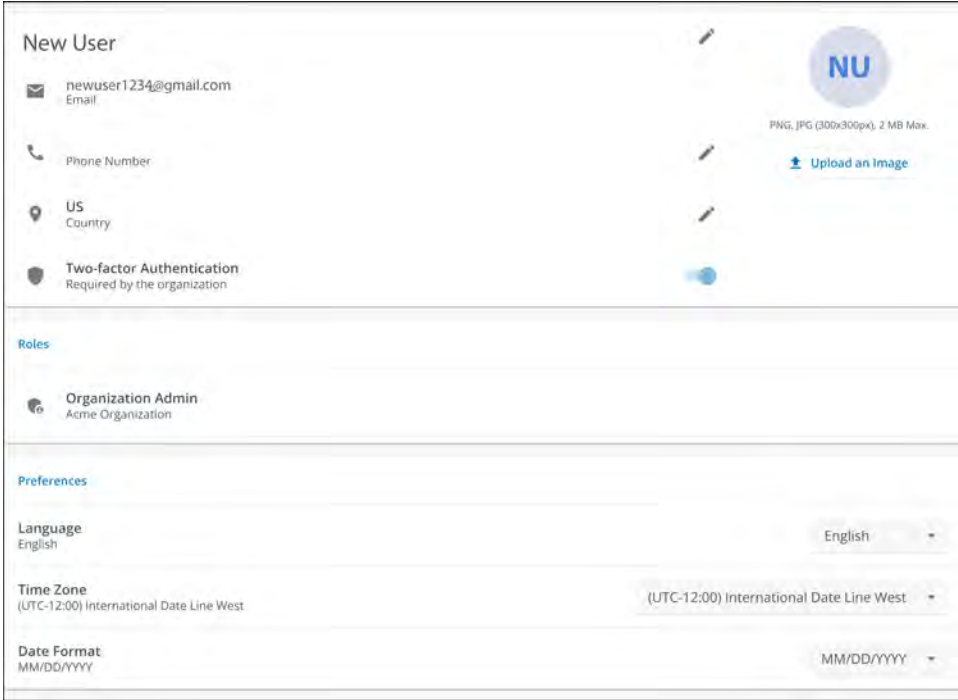 New User
newuser1234@gmail.com
Email
Phone Number
US
Country
Two-factor Authentication
Required by the organization
NU
PNG, JPG (300x300px), 2 MB Max.
Upload an Image
Roles
Organization Admin
Acme Organization
Preferences
Language
English
English
Time Zone
(UTC-12:00) International Date Line West
(UTC-12:00) International Date Line West
Date Format
MM/DD/YYYY
MM/DD/YYYY